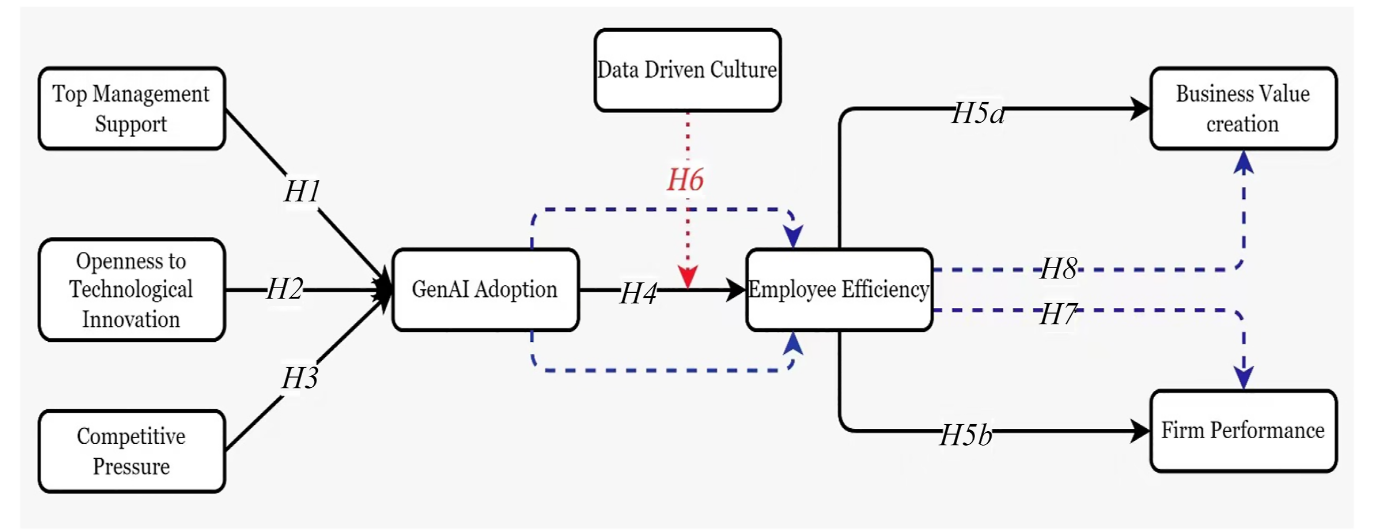 Data Driven Culture
Top Management
Support
Business Value
creation
H5a
H6
H1
Openness to
Technological
Innovation
H2
GenAI Adoption
H4
Employee Efficiency
H8
H7
H3
Competitive
Pressure
H5b
Firm Performance